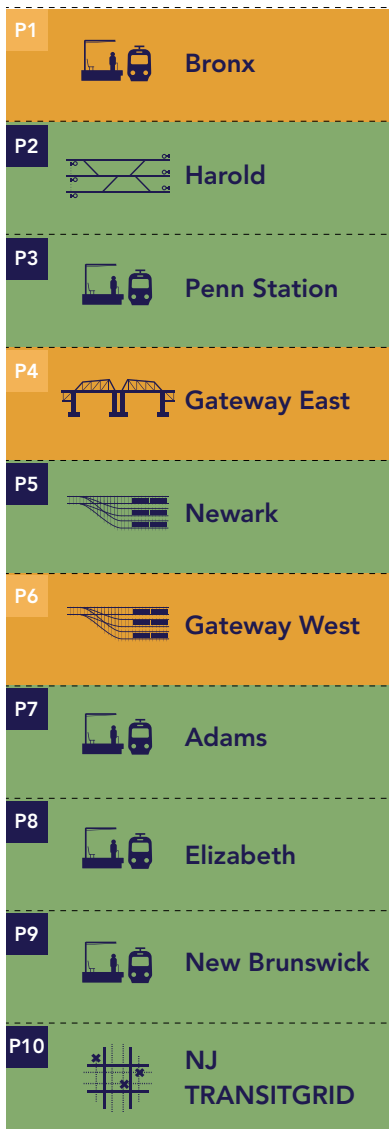 P1
Bronx
P2
Harold
P3
Penn Station
P4
Gateway East
P5
Newark
P6
Gateway West
P7
Adams
P8
Elizabeth
P9
New Brunswick
P10
NJ
TRANSITGRID